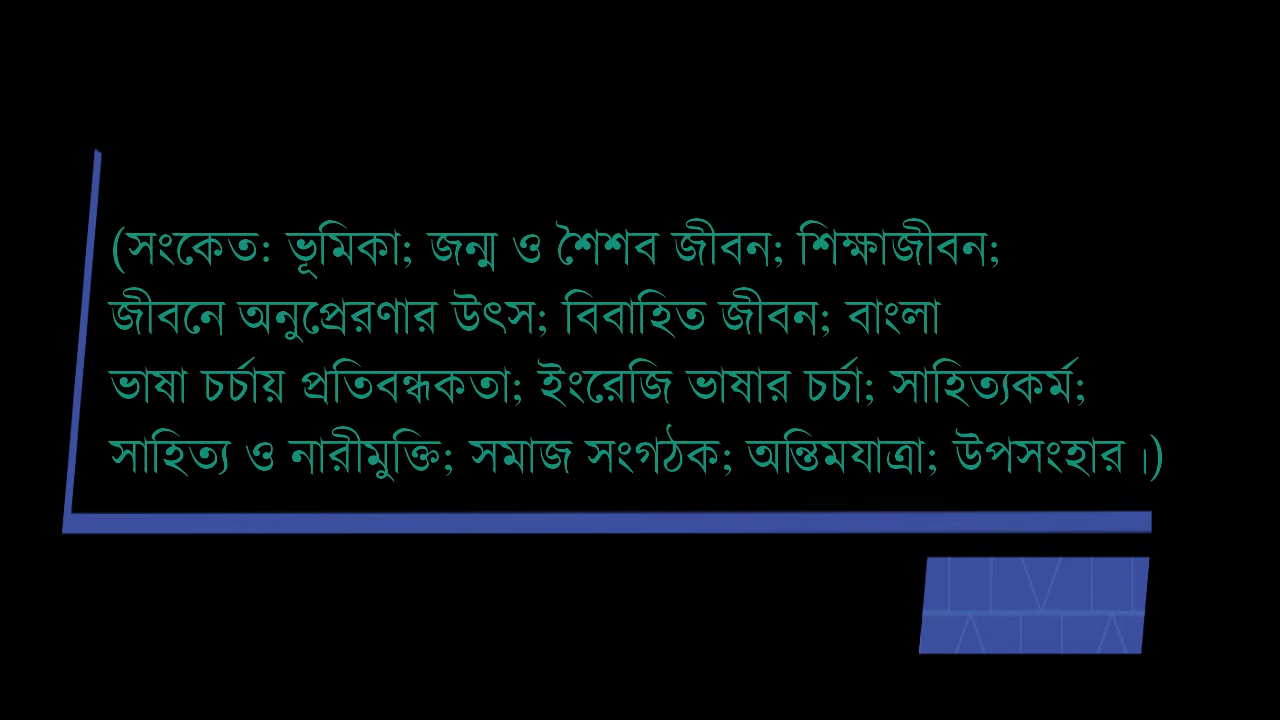 (সংকেত: ভূমিকা; জন্ম ও শৈশব জীবন; শিক্ষাজীবন;
জীবনে অনুপ্রেরণার উৎস; বিবাহিত জীবন; বাংলা
ভাষা চর্চায় প্রতিবন্ধকতা; ইংরেজি ভাষার চর্চা; সাহিত্যকর্ম;
সাহিত্য ও নারীমুক্তি; সমাজ সংগঠক; অন্তিমযাত্রা; উপসংহার।)